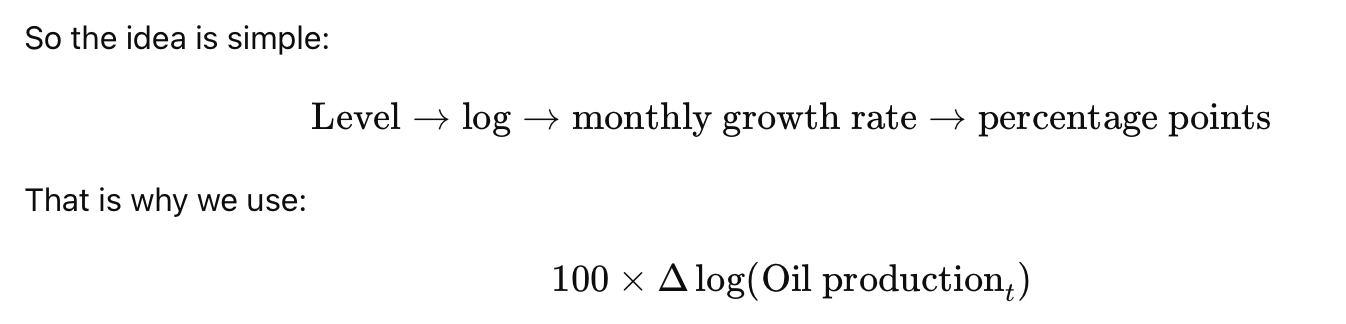 So the idea is simple:
Level → log → monthly growth rate → percentage points
That is why we use:
100 × Δ log(Oil productionₜ)